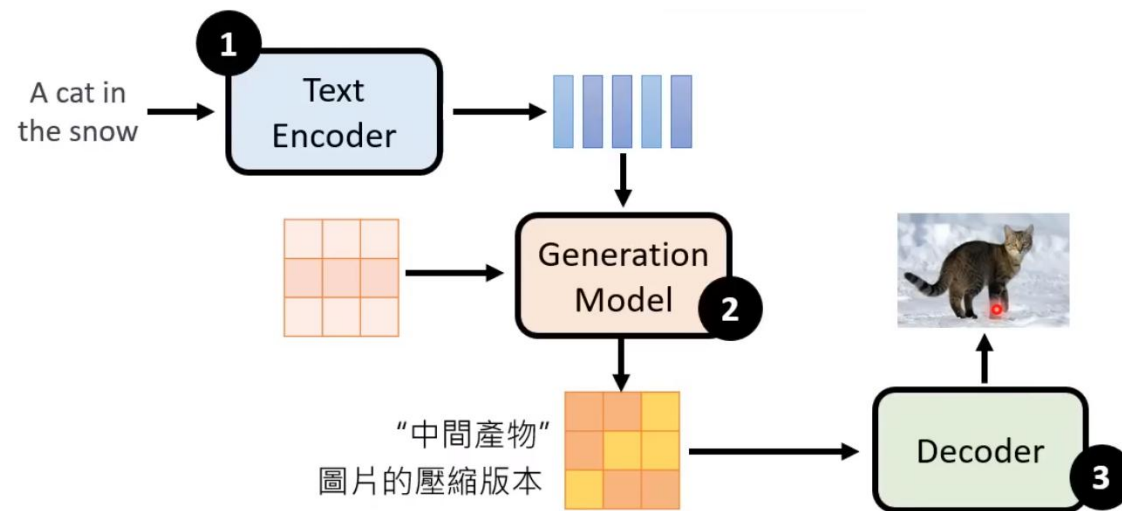 1
Text
Encoder
A cat in
the snow
Generation
Model
2
“中間產物”
圖片的壓縮版本
Decoder
3